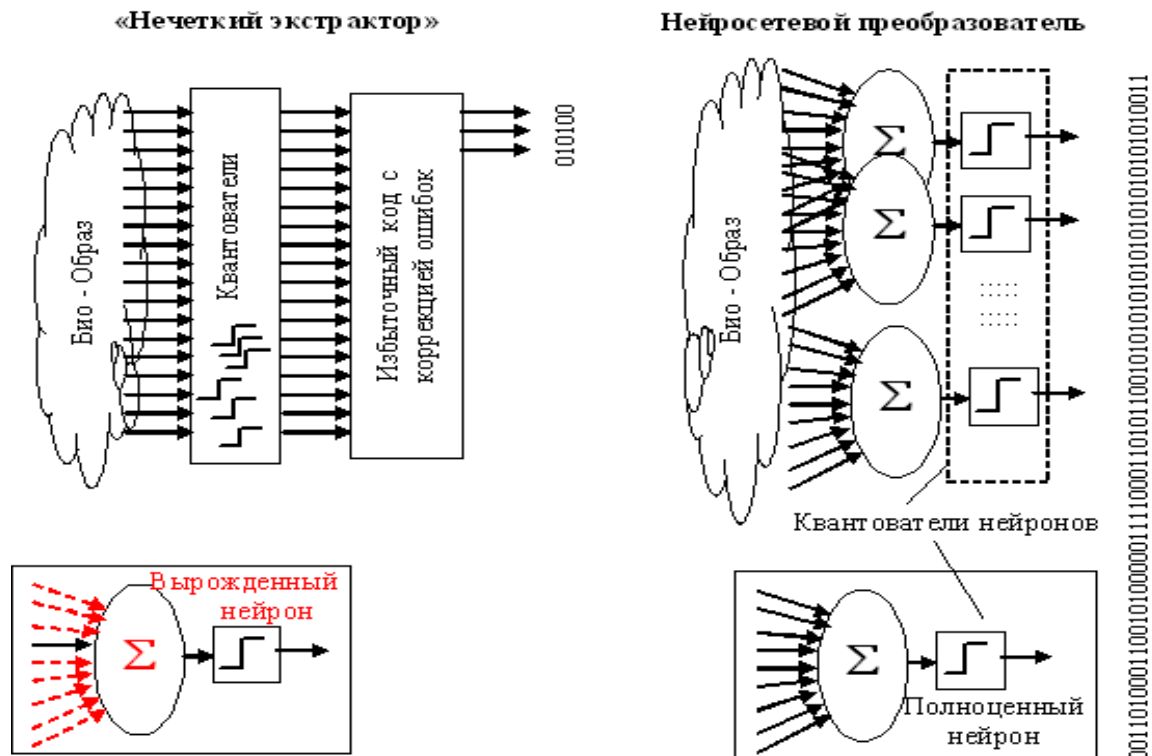 «Нечеткий экстрактор»
Био - Образ
Квантователи
Избыточный код с
коррекцией ошибок
010100
Вырожденный
нейрон
Σ
Нейросетевой преобразователь
Био - Образ
Σ
Σ
Σ
Квантователи нейронов
Σ
Полноценный
нейрон